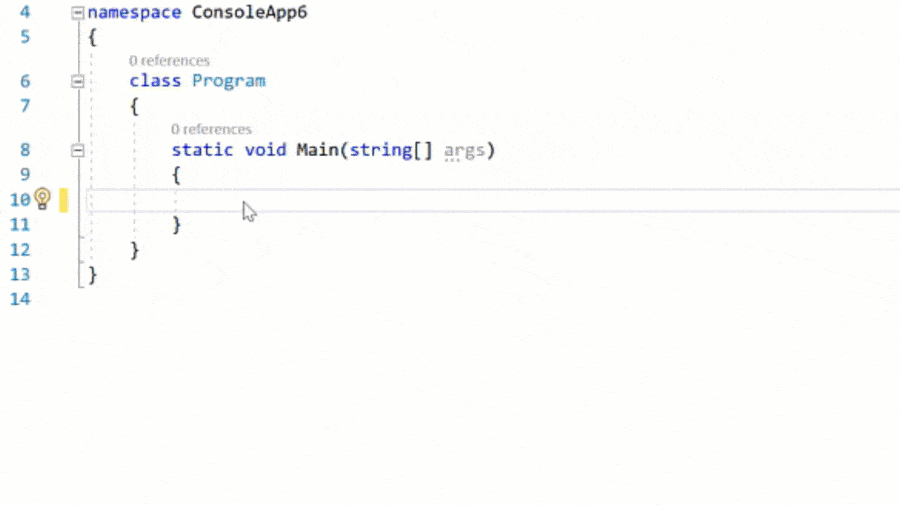 4 namespace ConsoleApp6
5 {
0 references
6 class Program
7 {
0 references
8 static void Main(string[] args)
9 {
10
11 }
12 }
13 }
14